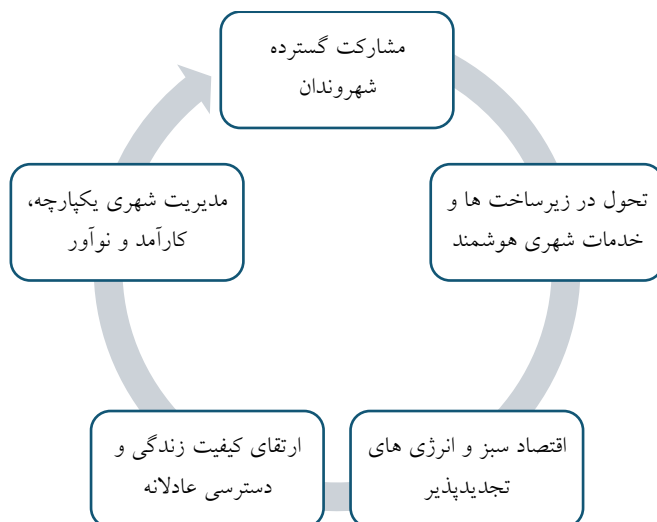 مشارکت گسترده
شهروندان
تحول در زیرساخت ها و
خدمات شهری هوشمند
اقتصاد سبز و انرژی های
تجدیدپذیر
ارتقای کیفیت زندگی و
دسترسی عادلانه
مدیریت شهری یکپارچه،
کارآمد و نوآور